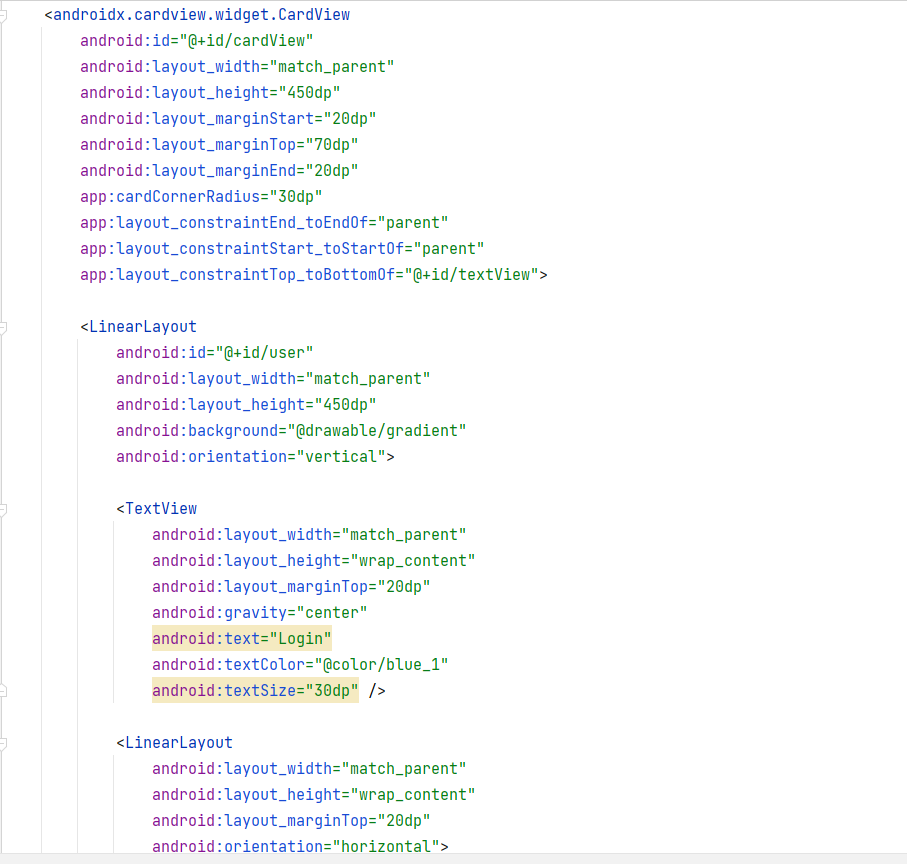 <androidx.cardview.widget.CardView
android:id="@+id/cardView"
android:layout_width="match_parent"
android:layout_height="450dp"
android:layout_marginStart="20dp"
android:layout_marginTop="70dp"
android:layout_marginEnd="20dp"
app:cardCornerRadius="30dp"
app:layout_constraintEnd_toEndOf="parent"
app:layout_constraintStart_toStartOf="parent"
app:layout_constraintTop_toBottomOf="@+id/textView">
<LinearLayout
android:id="@+id/user"
android:layout_width="match_parent"
android:layout_height="450dp"
android:background="@drawable/gradient"
android:orientation="vertical">
<TextView
android:layout_width="match_parent"
android:layout_height="wrap_content"
android:layout_marginTop="20dp"
android:gravity="center"
android:text="Login"
android:textColor="@color/blue_1"
android:textSize="30dp" />
<LinearLayout
android:layout_width="match_parent"
android:layout_height="wrap_content"
android:layout_marginTop="20dp"
android:orientation="horizontal">